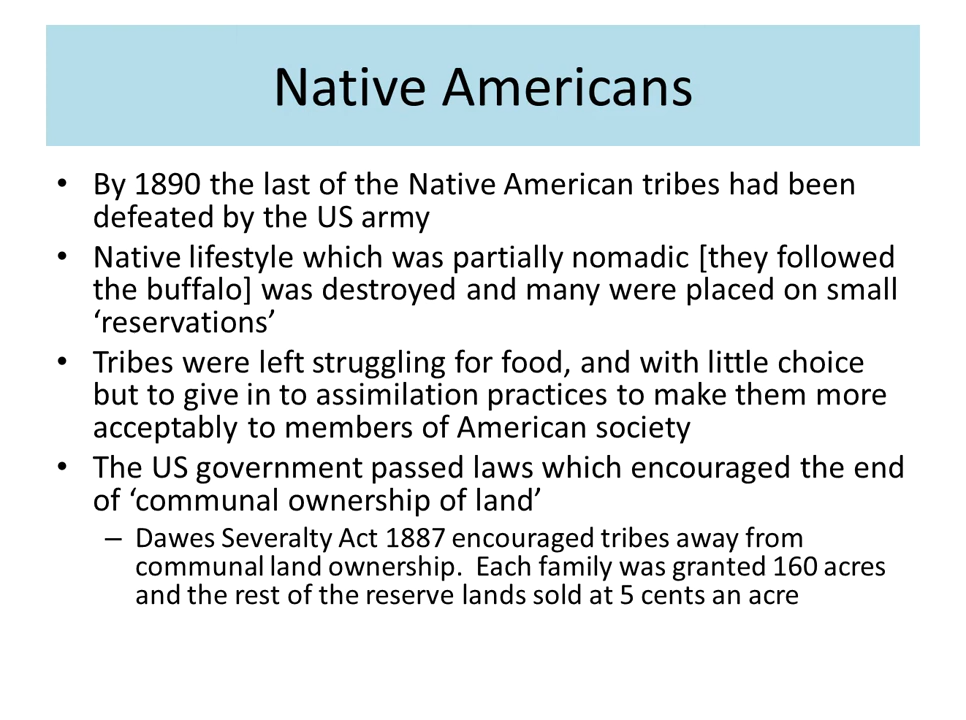 Native Americans
• By 1890 the last of the Native American tribes had been
defeated by the US army
• Native lifestyle which was partially nomadic [they followed
the buffalo] was destroyed and many were placed on small
‘reservations’
• Tribes were left struggling for food, and with little choice
but to give in to assimilation practices to make them more
acceptably to members of American society
• The US government passed laws which encouraged the end
of ‘communal ownership of land’
– Dawes Severalty Act 1887 encouraged tribes away from
communal land ownership.  Each family was granted 160 acres
and the rest of the reserve lands sold at 5 cents an acre